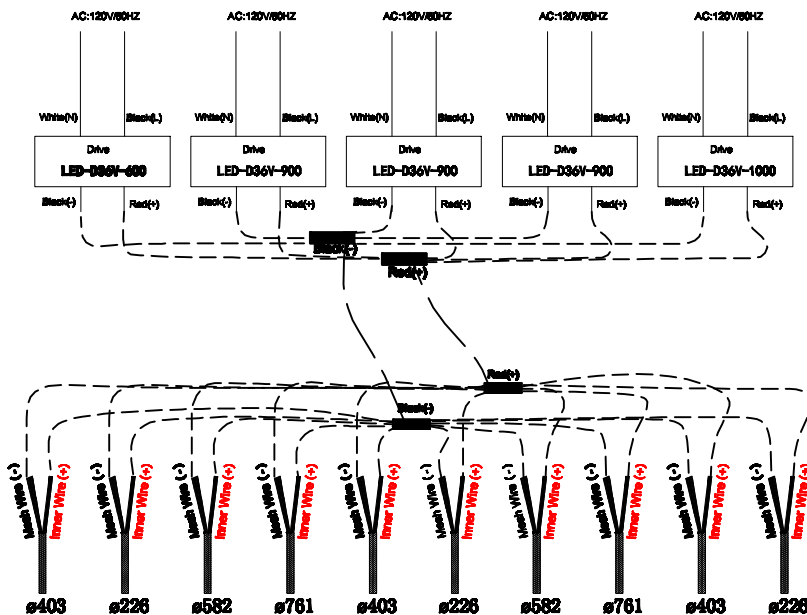 AC:120V/60HZ AC:120V/60HZ AC:120V/60HZ AC:120V/60HZ AC:120V/60HZ
White(N) Black(L) White(N) Black(L) White(N) Black(L) White(N) Black(L) White(N) Black(L)
Drive Drive Drive Drive Drive
LED-D36V-600 LED-D36V-900 LED-D36V-900 LED-D36V-900 LED-D36V-1000
Black(-) Red(+) Black(-) Red(+) Black(-) Red(+) Black(-) Red(+) Black(-) Red(+)
Black(-)
Red(+)
Red(+)
Black(-)
Mesh Wire (-) Inner Wire (+) Mesh Wire (-) Inner Wire (+) Mesh Wire (-) Inner Wire (+) Mesh Wire (-) Inner Wire (+) Mesh Wire (-) Inner Wire (+) Mesh Wire (-) Inner Wire (+) Mesh Wire (-) Inner Wire (+) Mesh Wire (-) Inner Wire (+) Mesh Wire (-) Inner Wire (+) Mesh Wire (-) Inner Wire (+)
ø403 ø226 ø582 ø761 ø403 ø226 ø582 ø761 ø403 ø226